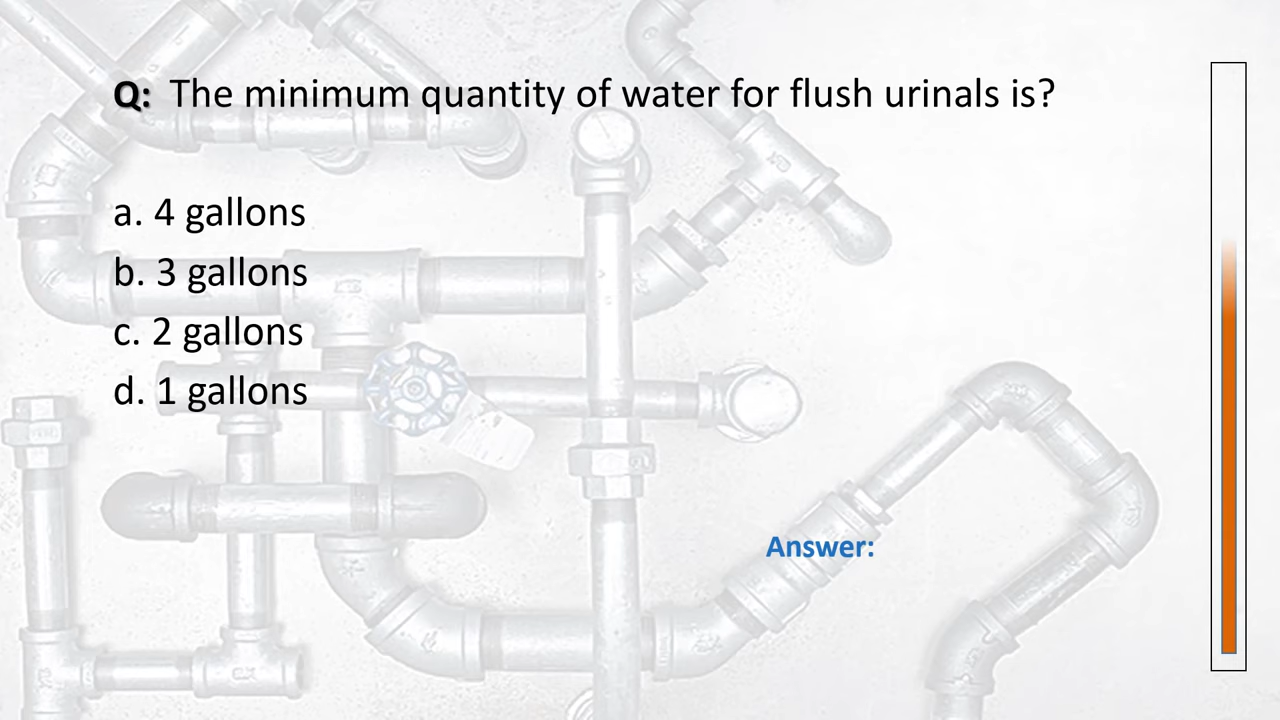 Q: The minimum quantity of water for flush urinals is?
a. 4 gallons
b. 3 gallons
c. 2 gallons
d. 1 gallons
Answer: